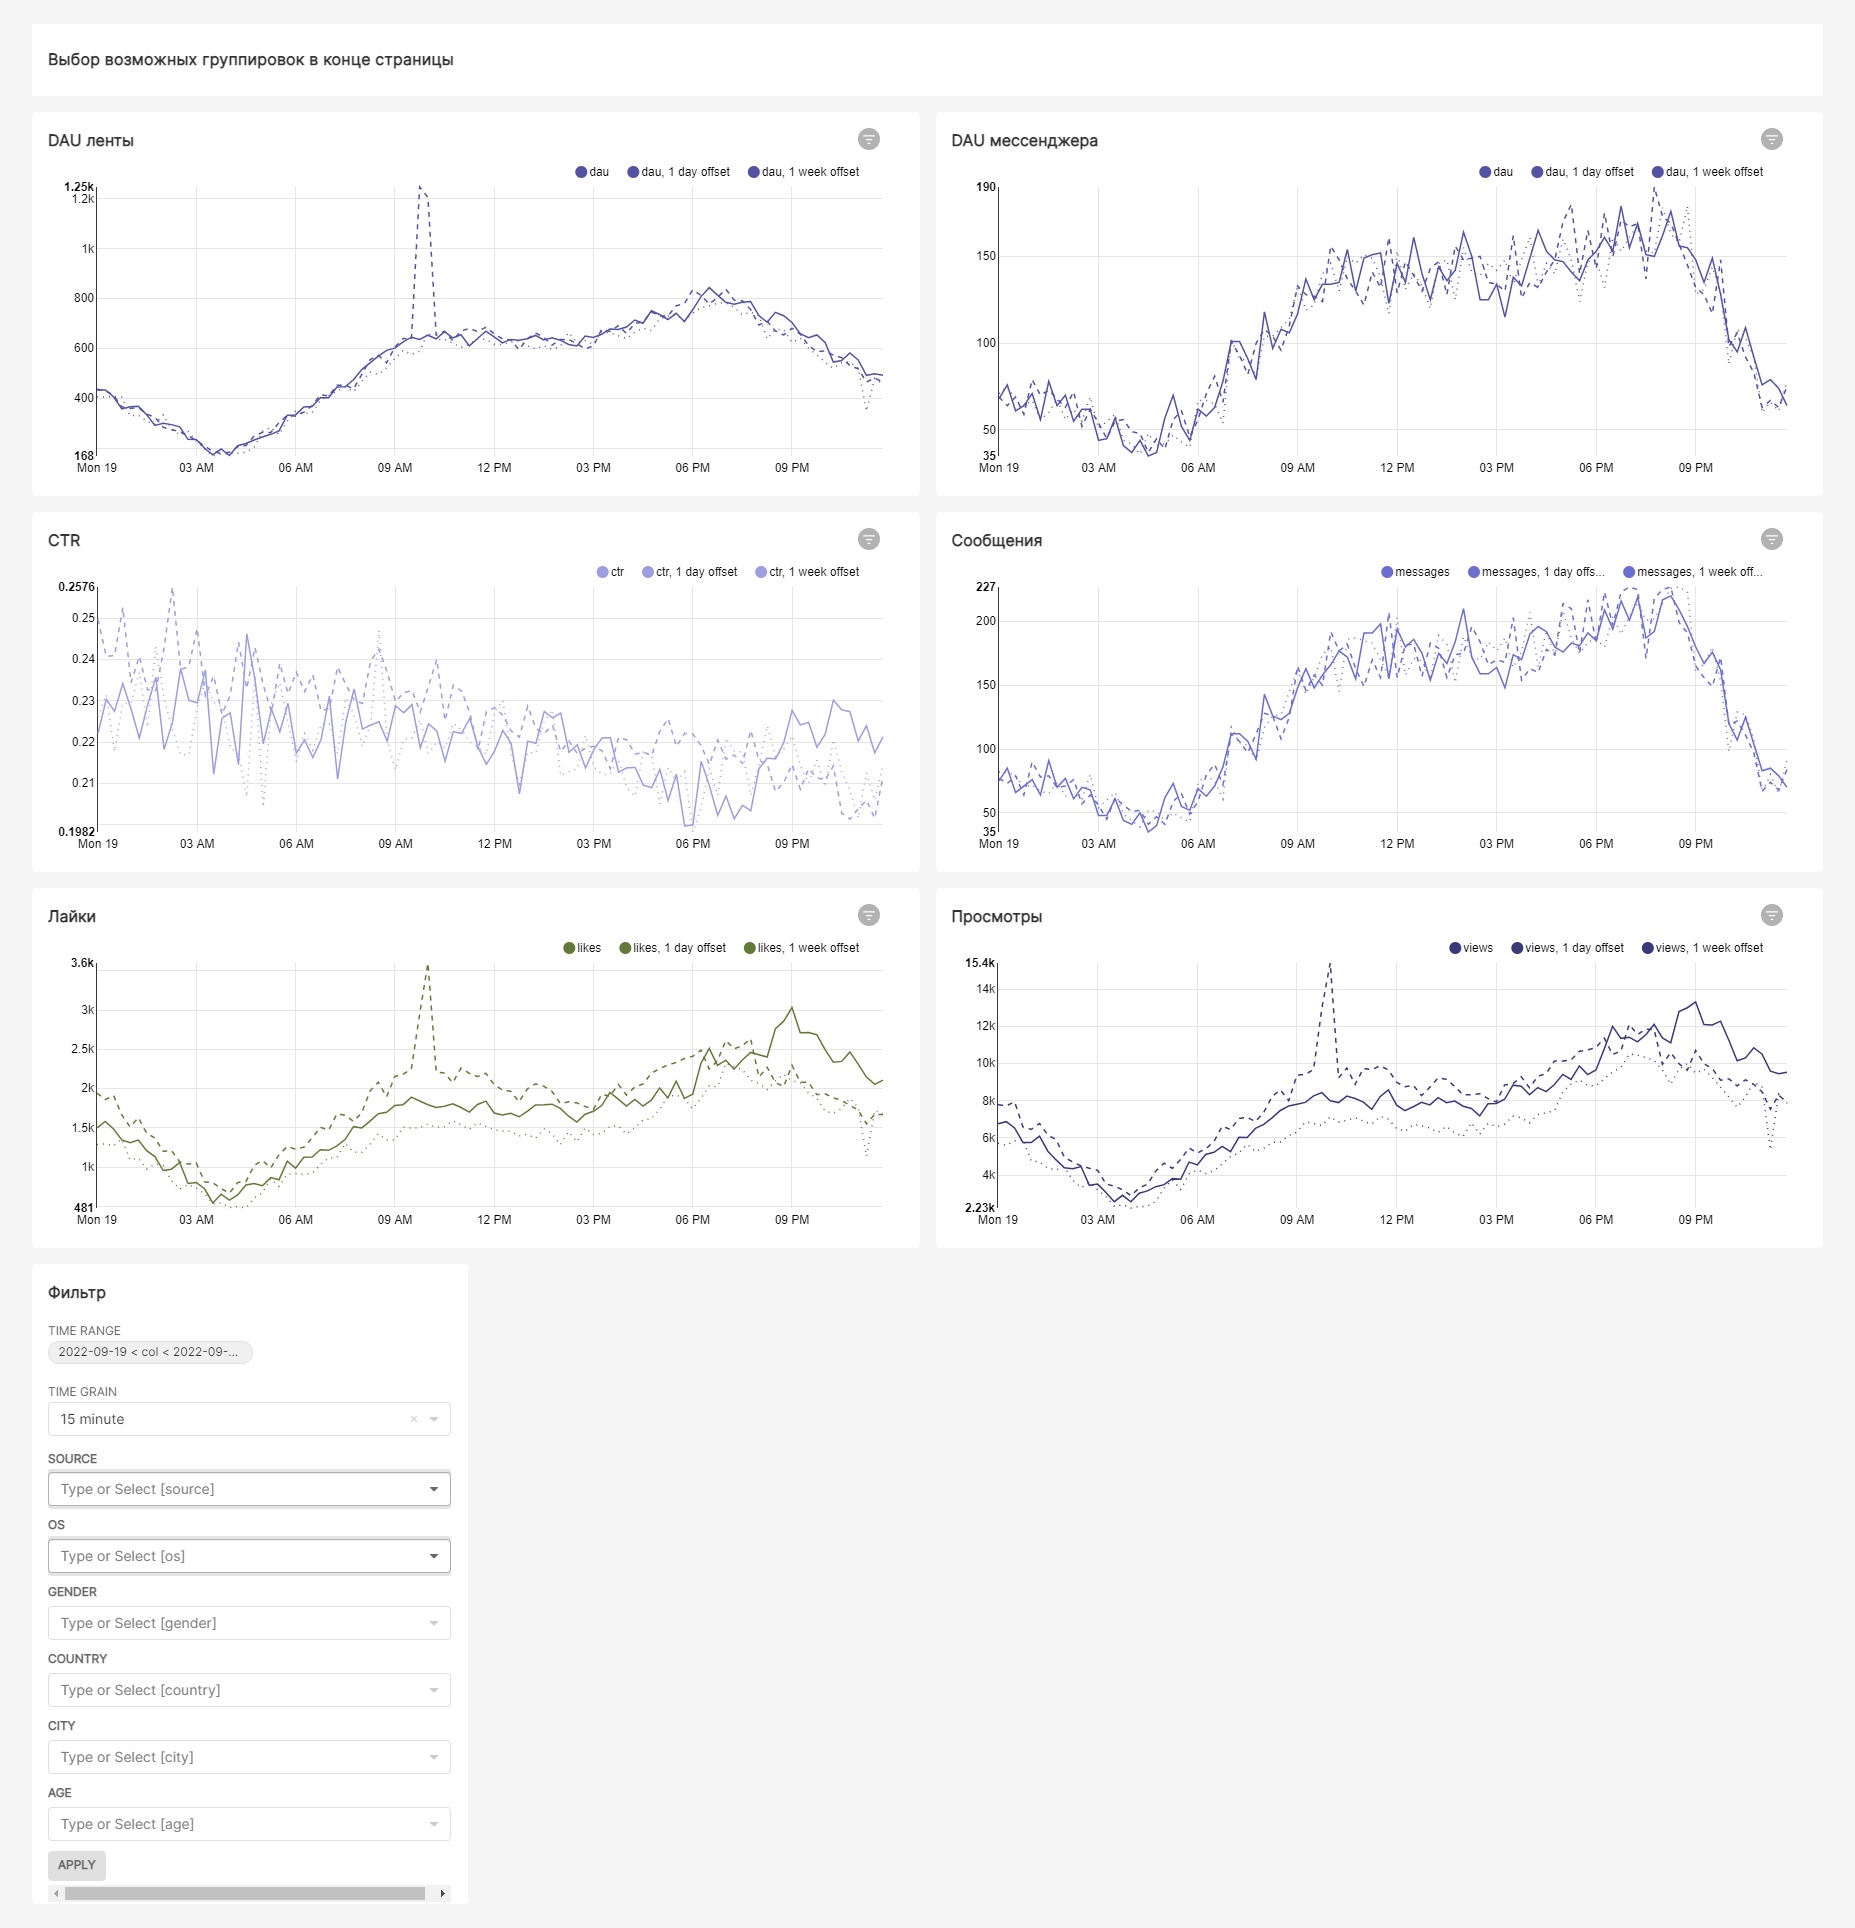 Выбор возможных группировок в конце страницы
DAU ленты
dau dau, 1 day offset dau, 1 week offset
1.25k
1.2k
1k
800
600
400
168
Mon 19 03 AM 06 AM 09 AM 12 PM 03 PM 06 PM 09 PM
DAU мессенджера
dau dau, 1 day offset dau, 1 week offset
190
150
100
50
35
Mon 19 03 AM 06 AM 09 AM 12 PM 03 PM 06 PM 09 PM
CTR
ctr ctr, 1 day offset ctr, 1 week offset
0.2576
0.25
0.24
0.23
0.22
0.21
0.1982
Mon 19 03 AM 06 AM 09 AM 12 PM 03 PM 06 PM 09 PM
Сообщения
messages messages, 1 day offs... messages, 1 week off...
227
200
150
100
50
35
Mon 19 03 AM 06 AM 09 AM 12 PM 03 PM 06 PM 09 PM
Лайки
likes likes, 1 day offset likes, 1 week offset
3.6k
3k
2.5k
2k
1.5k
1k
481
Mon 19 03 AM 06 AM 09 AM 12 PM 03 PM 06 PM 09 PM
Просмотры
views views, 1 day offset views, 1 week offset
15.4k
14k
12k
10k
8k
6k
4k
2.23k
Mon 19 03 AM 06 AM 09 AM 12 PM 03 PM 06 PM 09 PM
Фильтр
TIME RANGE
2022-09-19 < col < 2022-09-...
TIME GRAIN
15 minute ×
SOURCE
Type or Select [source]
OS
Type or Select [os]
GENDER
Type or Select [gender]
COUNTRY
Type or Select [country]
CITY
Type or Select [city]
AGE
Type or Select [age]
APPLY